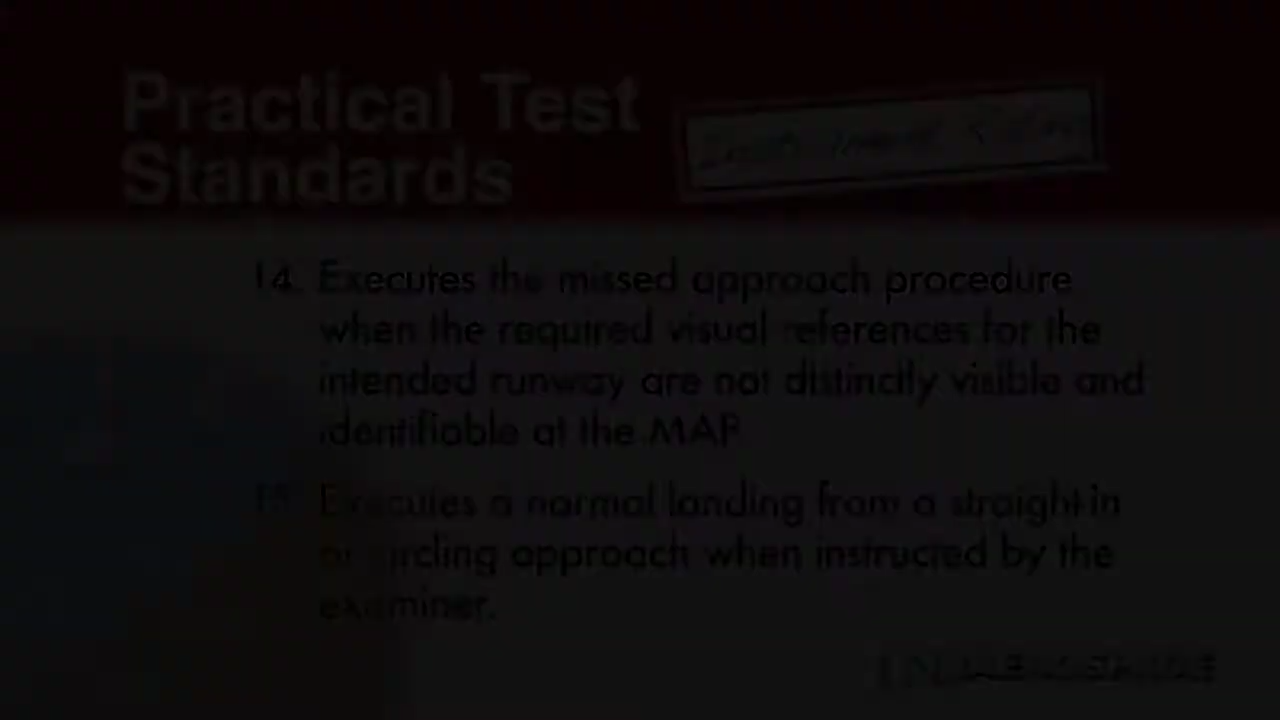 Practical Test
Standards
Instrument Rating
14. Executes the missed approach procedure
when the required visual references for the
intended runway are not distinctly visible and
identifiable at the MAP.
15. Executes a normal landing from a straight-in
or circling approach when instructed by the
examiner.